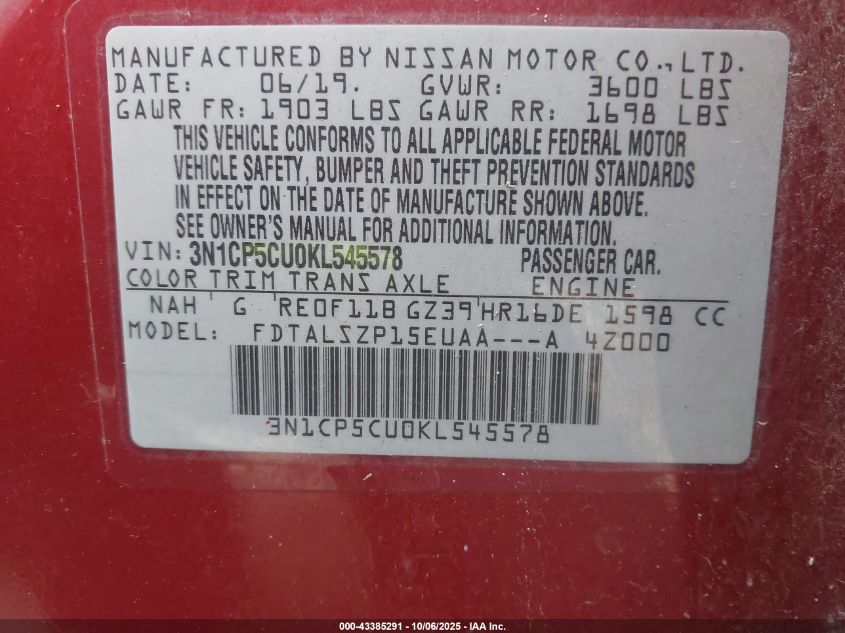 MANUFACTURED BY NISSAN MOTOR CO.,LTD.
DATE: 06/19. GVWR: 3600 LBS
GAWR FR: 1903 LBS GAWR RR: 1698 LBS
THIS VEHICLE CONFORMS TO ALL APPLICABLE FEDERAL MOTOR
VEHICLE SAFETY, BUMPER AND THEFT PREVENTION STANDARDS
IN EFFECT ON THE DATE OF MANUFACTURE SHOWN ABOVE.
SEE OWNER'S MANUAL FOR ADDITIONAL INFORMATION.
VIN: 3N1CP5CU0KL545578 PASSENGER CAR.
COLOR TRIM TRANS AXLE ENGINE
NAH G RE0F11B GZ39 HR16DE 1598 CC
MODEL: FDTALSZP15EUAA---A 4Z000
3N1CP5CU0KL545578
000-43385291 - 10/06/2025 - IAA Inc.